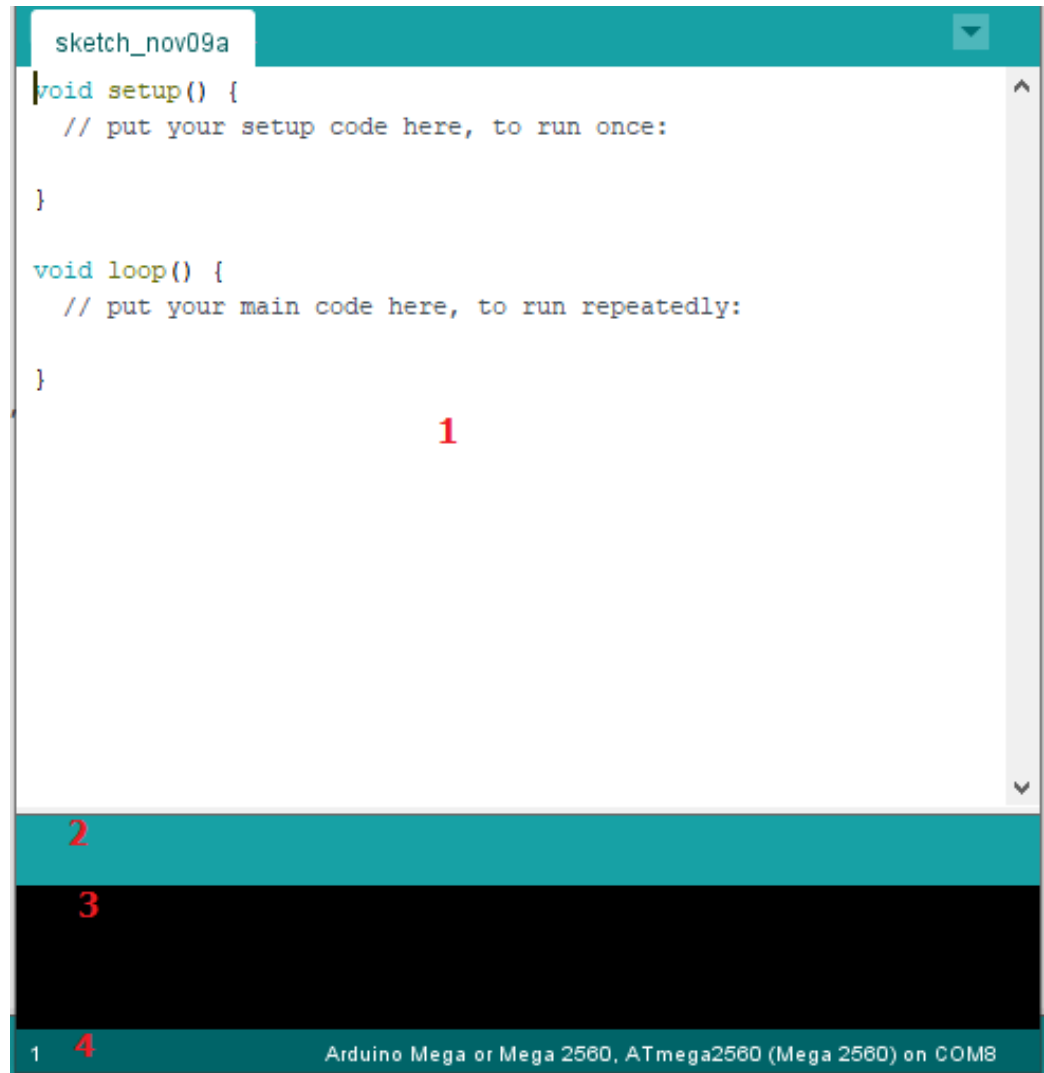 sketch_nov09a
void setup() {
  // put your setup code here, to run once:
}
void loop() {
  // put your main code here, to run repeatedly:
}
1
2
3
1 4 Arduino Mega or Mega 2560, ATmega2560 (Mega 2560) on COM8